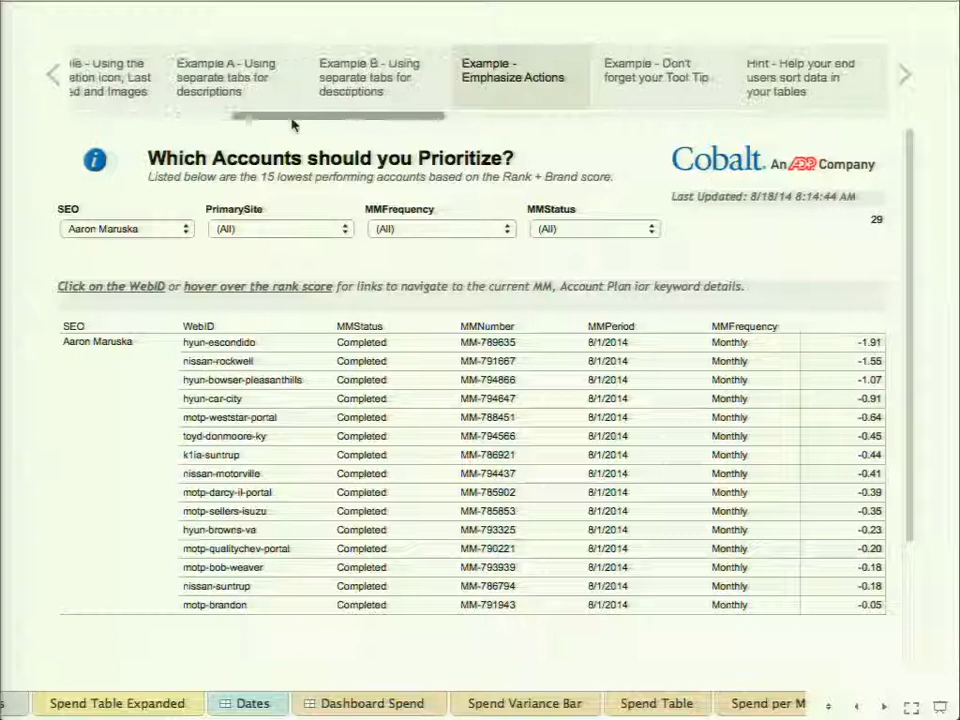 - Using the
tion icon, Last
d and Images
Example A - Using
separate tabs for
descriptions
Example B - Using
separate tabs for
descriptions
Example -
Emphasize Actions
Example - Don't
forget your Tool Tip
Hint - Help your end
users sort data in
your tables
i
Which Accounts should you Prioritize?
Listed below are the 15 lowest performing accounts based on the Rank + Brand score.
Cobalt. An ADP Company
Last Updated: 8/18/14 8:14:44 AM
SEO PrimarySite MMFrequency MMStatus
29
Aaron Maruska (All) (All) (All)
Click on the WebID or hover over the rank score for links to navigate to the current MM, Account Plan ior keyword details.
SEO WebID MMStatus MMNumber MMPeriod MMFrequency
Aaron Maruska hyun-escondido Completed MM-789635 8/1/2014 Monthly -1.91
nissan-rockwell Completed MM-791667 8/1/2014 Monthly -1.55
hyun-bowser-pleasanthills Completed MM-794866 8/1/2014 Monthly -1.07
hyun-car-city Completed MM-794647 8/1/2014 Monthly -0.91
motp-weststar-portal Completed MM-788451 8/1/2014 Monthly -0.64
toyd-donmoore-ky Completed MM-794566 8/1/2014 Monthly -0.45
k1ia-suntrup Completed MM-786921 8/1/2014 Monthly -0.44
nissan-motorville Completed MM-794437 8/1/2014 Monthly -0.41
motp-darcy-il-portal Completed MM-785902 8/1/2014 Monthly -0.39
motp-sellers-isuzu Completed MM-785853 8/1/2014 Monthly -0.35
hyun-browns-va Completed MM-793325 8/1/2014 Monthly -0.23
motp-qualitychev-portal Completed MM-790221 8/1/2014 Monthly -0.20
motp-bob-weaver Completed MM-793939 8/1/2014 Monthly -0.18
nissan-suntrup Completed MM-786794 8/1/2014 Monthly -0.18
motp-brandon Completed MM-791943 8/1/2014 Monthly -0.05
s Spend Table Expanded Dates Dashboard Spend Spend Variance Bar Spend Table Spend per M